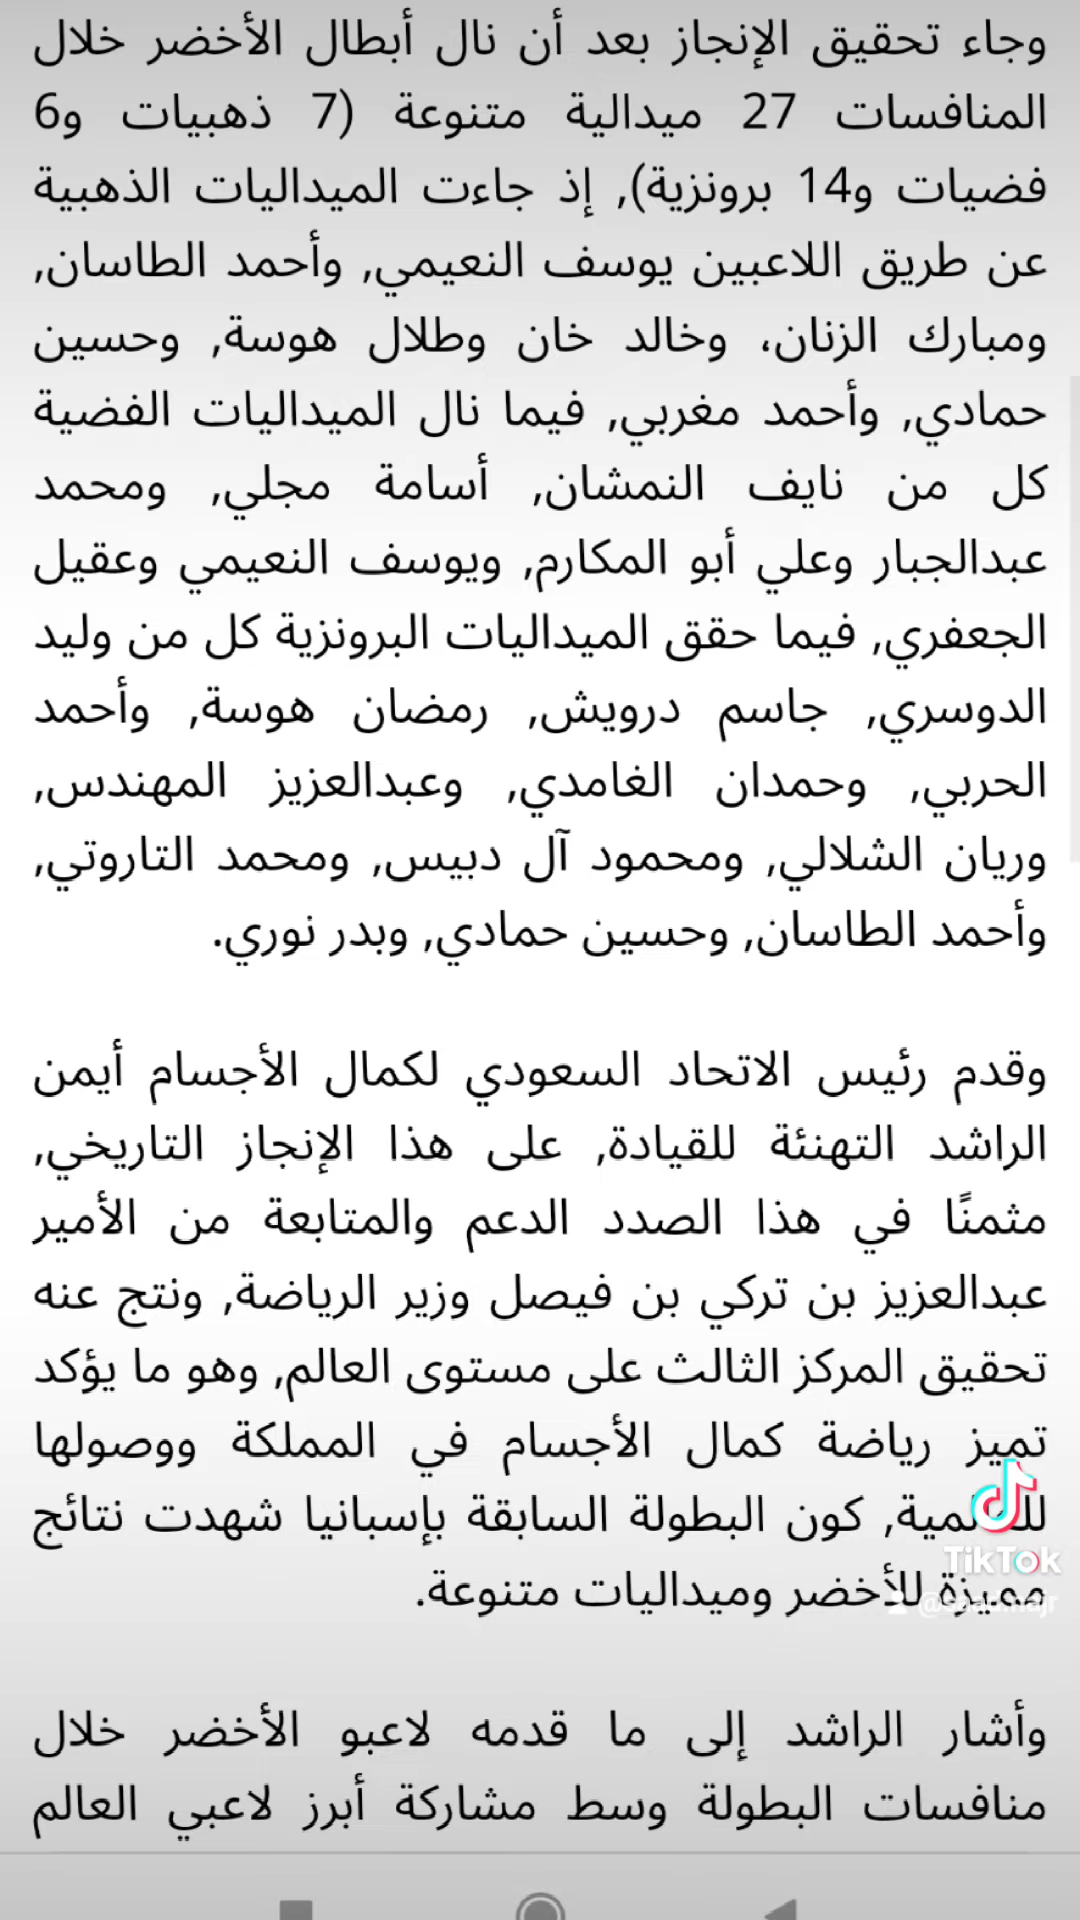 وجاء تحقيق الإنجاز بعد أن نال أبطال الأخضر خلال
المنافسات 27 ميدالية متنوعة (7 ذهبيات و6
فضيات و14 برونزية), إذ جاءت الميداليات الذهبية
عن طريق اللاعبين يوسف النعيمي, وأحمد الطاسان,
ومبارك الزنان، وخالد خان وطلال هوسة, وحسين
حمادي, وأحمد مغربي, فيما نال الميداليات الفضية
كل من نايف النمشان, أسامة مجلي, ومحمد
عبدالجبار وعلي أبو المكارم, ويوسف النعيمي وعقيل
الجعفري, فيما حقق الميداليات البرونزية كل من وليد
الدوسري, جاسم درويش, رمضان هوسة, وأحمد
الحربي, وحمدان الغامدي, وعبدالعزيز المهندس,
وريان الشلالي, ومحمود آل دبيس, ومحمد التاروتي,
وأحمد الطاسان, وحسين حمادي, وبدر نوري.
وقدم رئيس الاتحاد السعودي لكمال الأجسام أيمن
الراشد التهنئة للقيادة, على هذا الإنجاز التاريخي,
مثمنًا في هذا الصدد الدعم والمتابعة من الأمير
عبدالعزيز بن تركي بن فيصل وزير الرياضة, ونتج عنه
تحقيق المركز الثالث على مستوى العالم, وهو ما يؤكد
تميز رياضة كمال الأجسام في المملكة ووصولها
للعالمية, كون البطولة السابقة بإسبانيا شهدت نتائج
TikTok
مميزة للأخضر وميداليات متنوعة.
وأشار الراشد إلى ما قدمه لاعبو الأخضر خلال
منافسات البطولة وسط مشاركة أبرز لاعبي العالم